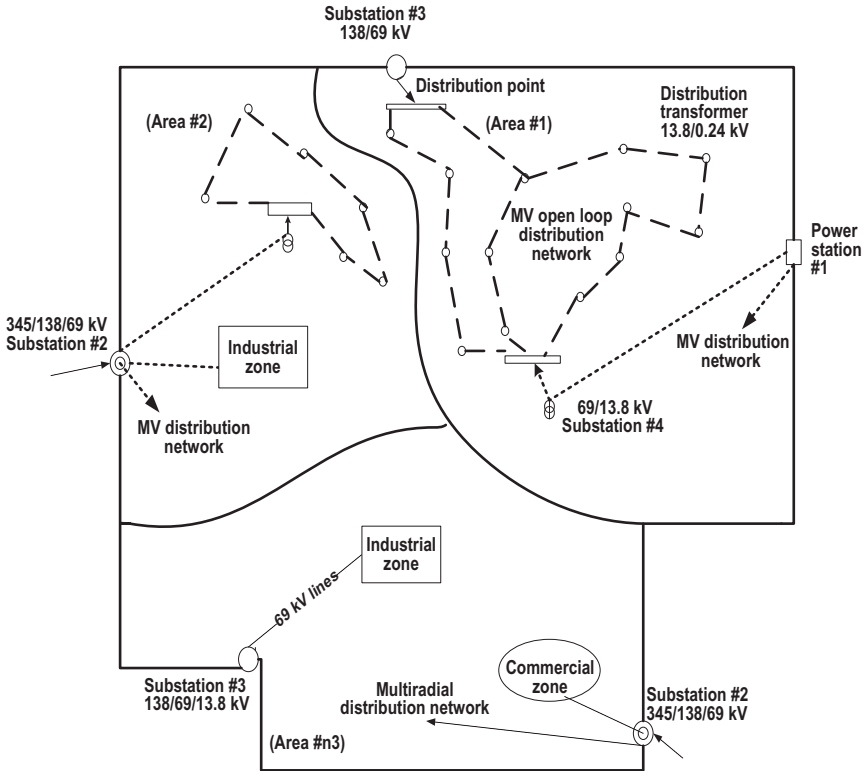 Substation #3
138/69 kV
Distribution point
(Area #2)
(Area #1)
Distribution
transformer
13.8/0.24 kV
MV open loop
distribution
network
Power
station
#1
345/138/69 kV
Substation #2
Industrial
zone
MV distribution
network
MV distribution
network
69/13.8 kV
Substation #4
Industrial
zone
69 kV lines
Substation #3
138/69/13.8 kV
Multiradial
distribution network
Commercial
zone
Substation #2
345/138/69 kV
(Area #n3)